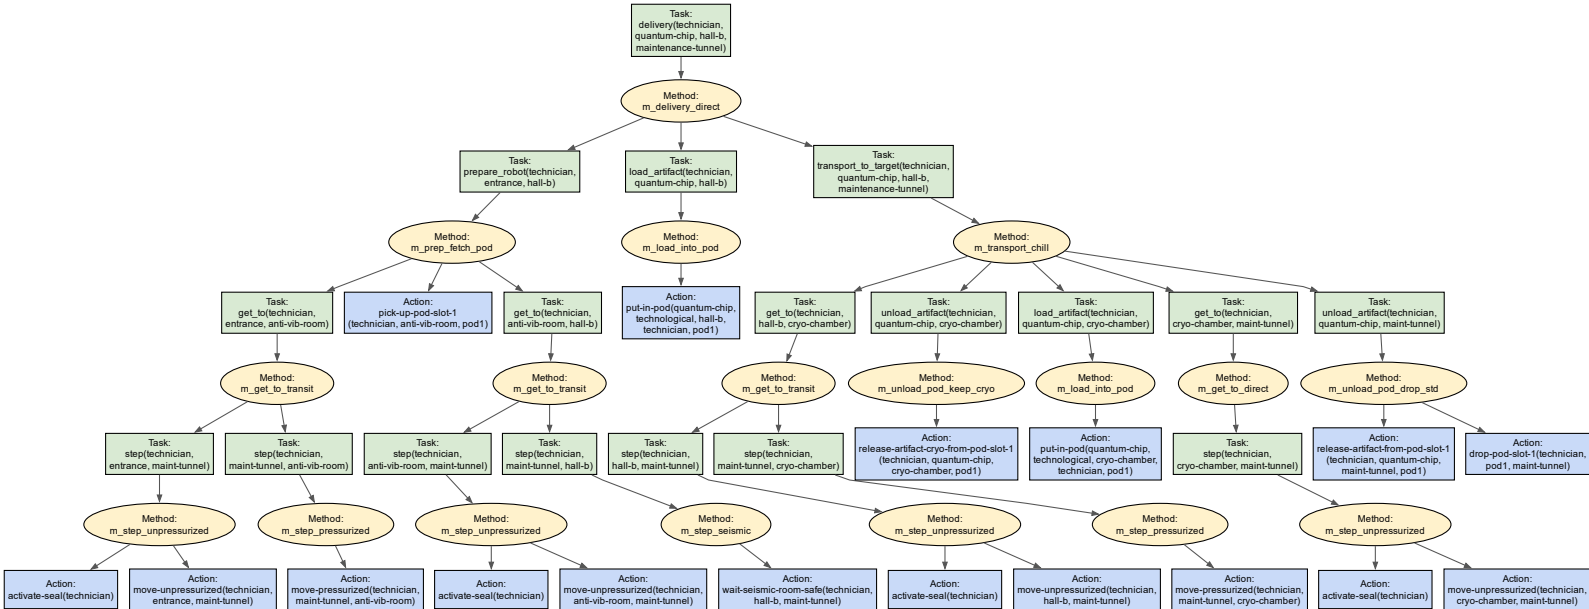 Task:
delivery(technician,
quantum-chip, hall-b,
maintenance-tunnel)
Method:
m_delivery_direct
Task:
prepare_robot(technician,
entrance, hall-b)
Task:
load_artifact(technician,
quantum-chip, hall-b)
Task:
transport_to_target(technician,
quantum-chip, hall-b,
maintenance-tunnel)
Method:
m_prep_fetch_pod
Method:
m_load_into_pod
Method:
m_transport_chill
Task:
get_to(technician,
entrance, anti-vib-room)
Action:
pick-up-pod-slot-1
(technician, anti-vib-room, pod1)
Task:
get_to(technician,
anti-vib-room, hall-b)
Action:
put-in-pod(quantum-chip,
technological, hall-b,
technician, pod1)
Task:
get_to(technician,
hall-b, cryo-chamber)
Task:
unload_artifact(technician,
quantum-chip, cryo-chamber)
Task:
load_artifact(technician,
quantum-chip, cryo-chamber)
Task:
get_to(technician,
cryo-chamber, maint-tunnel)
Task:
unload_artifact(technician,
quantum-chip, maint-tunnel)
Method:
m_get_to_transit
Method:
m_get_to_transit
Method:
m_get_to_transit
Method:
m_unload_pod_keep_cryo
Method:
m_load_into_pod
Method:
m_get_to_direct
Method:
m_unload_pod_drop_std
Task:
step(technician,
entrance, maint-tunnel)
Task:
step(technician,
maint-tunnel, anti-vib-room)
Task:
step(technician,
anti-vib-room, maint-tunnel)
Task:
step(technician,
maint-tunnel, hall-b)
Task:
step(technician,
hall-b, maint-tunnel)
Task:
step(technician,
maint-tunnel, cryo-chamber)
Action:
release-artifact-cryo-from-pod-slot-1
(technician, quantum-chip,
cryo-chamber, pod1)
Action:
put-in-pod(quantum-chip,
technological, cryo-chamber,
technician, pod1)
Task:
step(technician,
cryo-chamber, maint-tunnel)
Action:
release-artifact-from-pod-slot-1
(technician, quantum-chip,
maint-tunnel, pod1)
Action:
drop-pod-slot-1(technician,
pod1, maint-tunnel)
Method:
m_step_unpressurized
Method:
m_step_pressurized
Method:
m_step_unpressurized
Method:
m_step_seismic
Method:
m_step_unpressurized
Method:
m_step_pressurized
Method:
m_step_unpressurized
Action:
activate-seal(technician)
Action:
move-unpressurized(technician,
entrance, maint-tunnel)
Action:
move-pressurized(technician,
maint-tunnel, anti-vib-room)
Action:
activate-seal(technician)
Action:
move-unpressurized(technician,
anti-vib-room, maint-tunnel)
Action:
wait-seismic-room-safe(technician,
hall-b, maint-tunnel)
Action:
activate-seal(technician)
Action:
move-unpressurized(technician,
hall-b, maint-tunnel)
Action:
move-pressurized(technician,
maint-tunnel, cryo-chamber)
Action:
activate-seal(technician)
Action:
move-unpressurized(technician,
cryo-chamber, maint-tunnel)